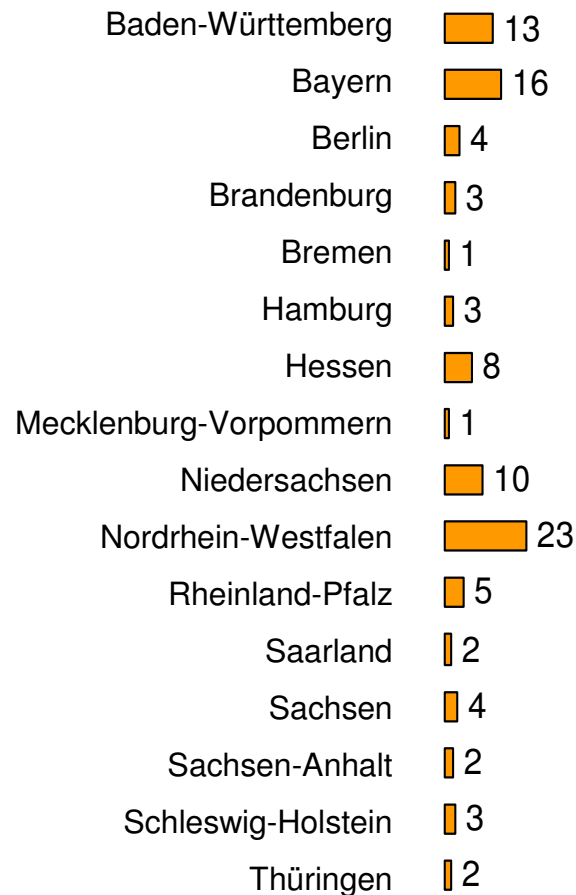 Baden-Württemberg 13
Bayern 16
Berlin 4
Brandenburg 3
Bremen 1
Hamburg 3
Hessen 8
Mecklenburg-Vorpommern 1
Niedersachsen 10
Nordrhein-Westfalen 23
Rheinland-Pfalz 5
Saarland 2
Sachsen 4
Sachsen-Anhalt 2
Schleswig-Holstein 3
Thüringen 2